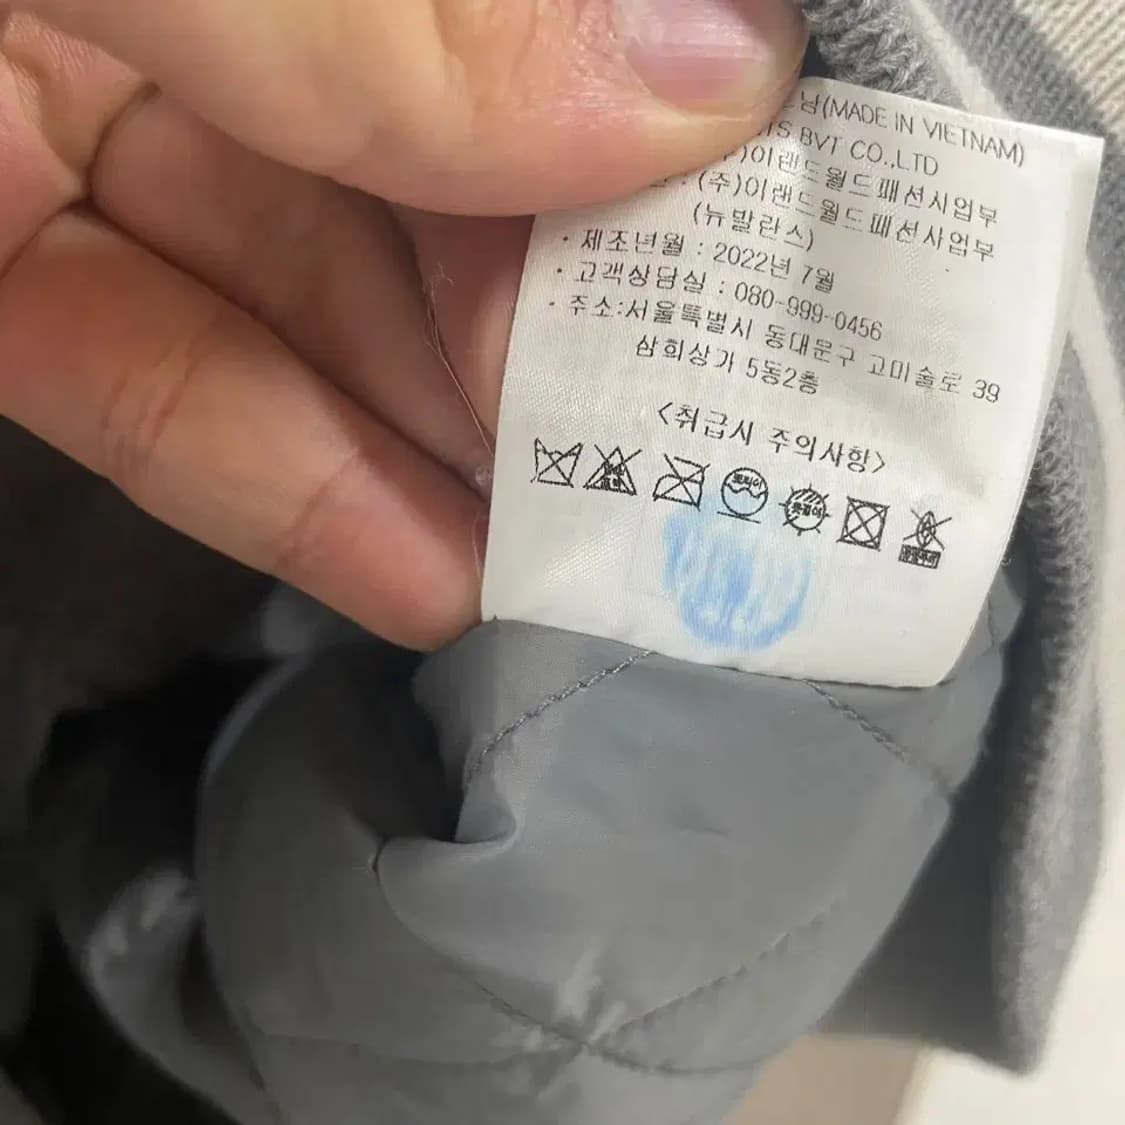 남(MADE IN VIETNAM)
BVT CO.,LTD
)이랜드월드패션사업부
: (주)이랜드월드패션사업부
(뉴발란스)
· 제조년월 : 2022년 7월
· 고객상담실 : 080-999-0456
· 주소:서울특별시 동대문구 고미술로 39
삼희상가 5동2층
<취급시 주의사항>